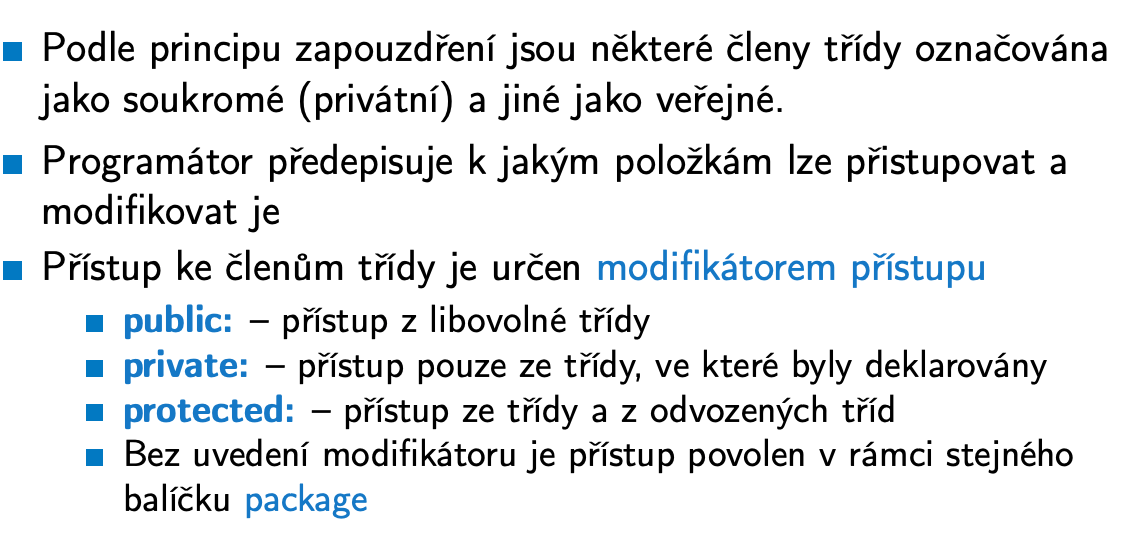 Podle principu zapouzdření jsou některé členy třídy označována
jako soukromé (privátní) a jiné jako veřejné.
Programátor předepisuje k jakým položkám lze přistupovat a
modifikovat je
Přístup ke členům třídy je určen modifikátorem přístupu
public: – přístup z libovolné třídy
private: – přístup pouze ze třídy, ve které byly deklarovány
protected: – přístup ze třídy a z odvozených tříd
Bez uvedení modifikátoru je přístup povolen v rámci stejného
balíčku package